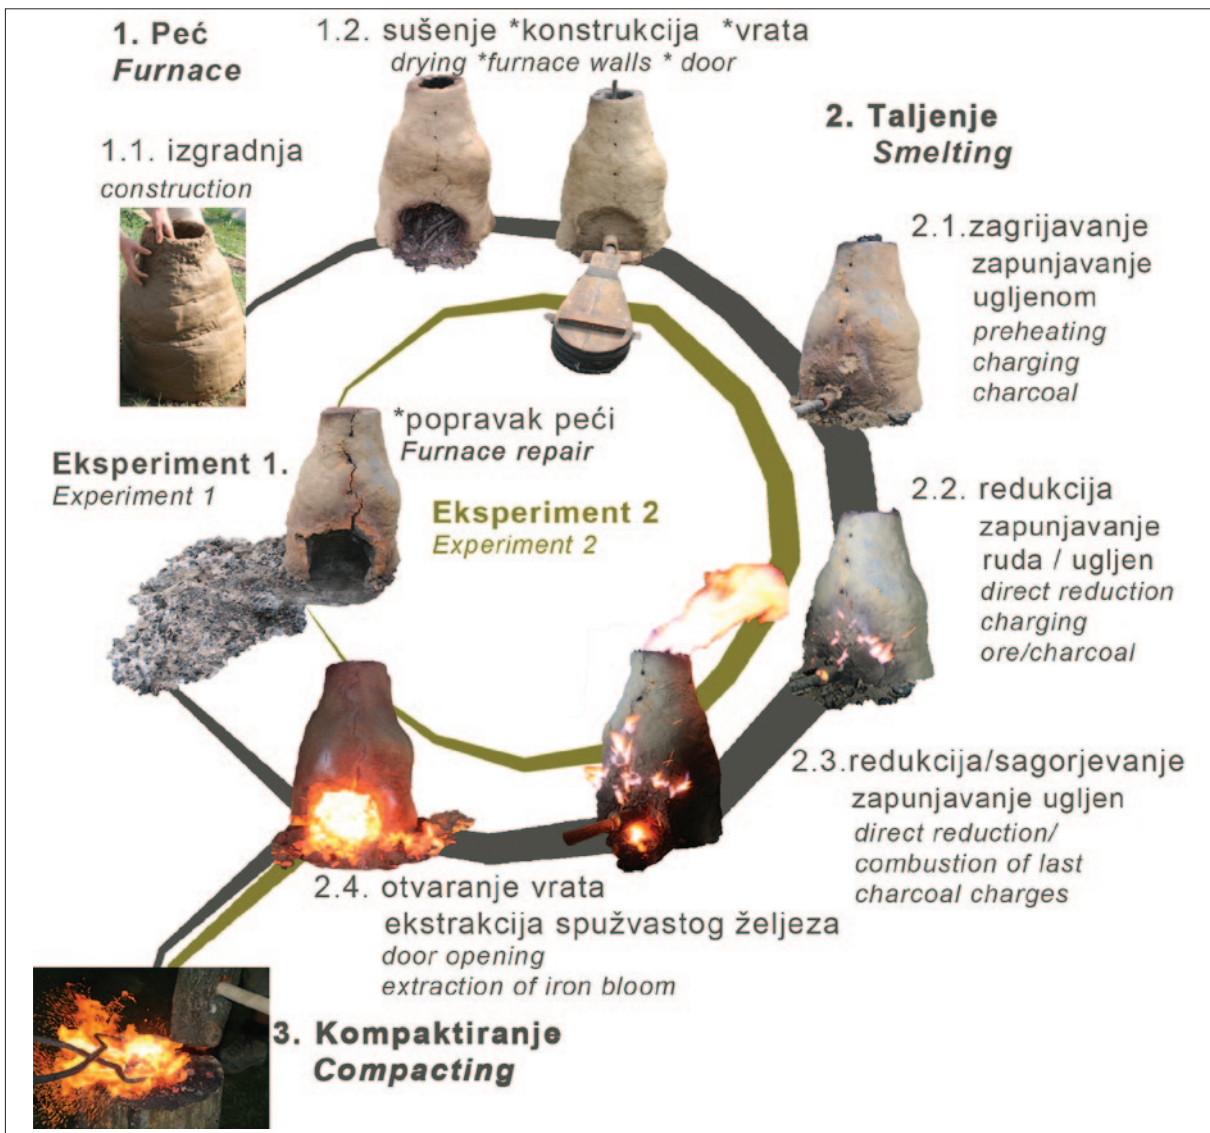 1. Peć
Furnace
1.2. sušenje *konstrukcija *vrata
drying *furnace walls * door
1.1. izgradnja
construction
2. Taljenje
Smelting
2.1.zagrijavanje
zapunjavanje
ugljenom
preheating
charging
charcoal
*popravak peći
Furnace repair
Eksperiment 1.
Experiment 1
Eksperiment 2
Experiment 2
2.2. redukcija
zapunjavanje
ruda / ugljen
direct reduction
charging
ore/charcoal
2.3.redukcija/sagorjevanje
zapunjavanje ugljen
direct reduction/
combustion of last
charcoal charges
2.4. otvaranje vrata
ekstrakcija spužvastog željeza
door opening
extraction of iron bloom
3. Kompaktiranje
Compacting